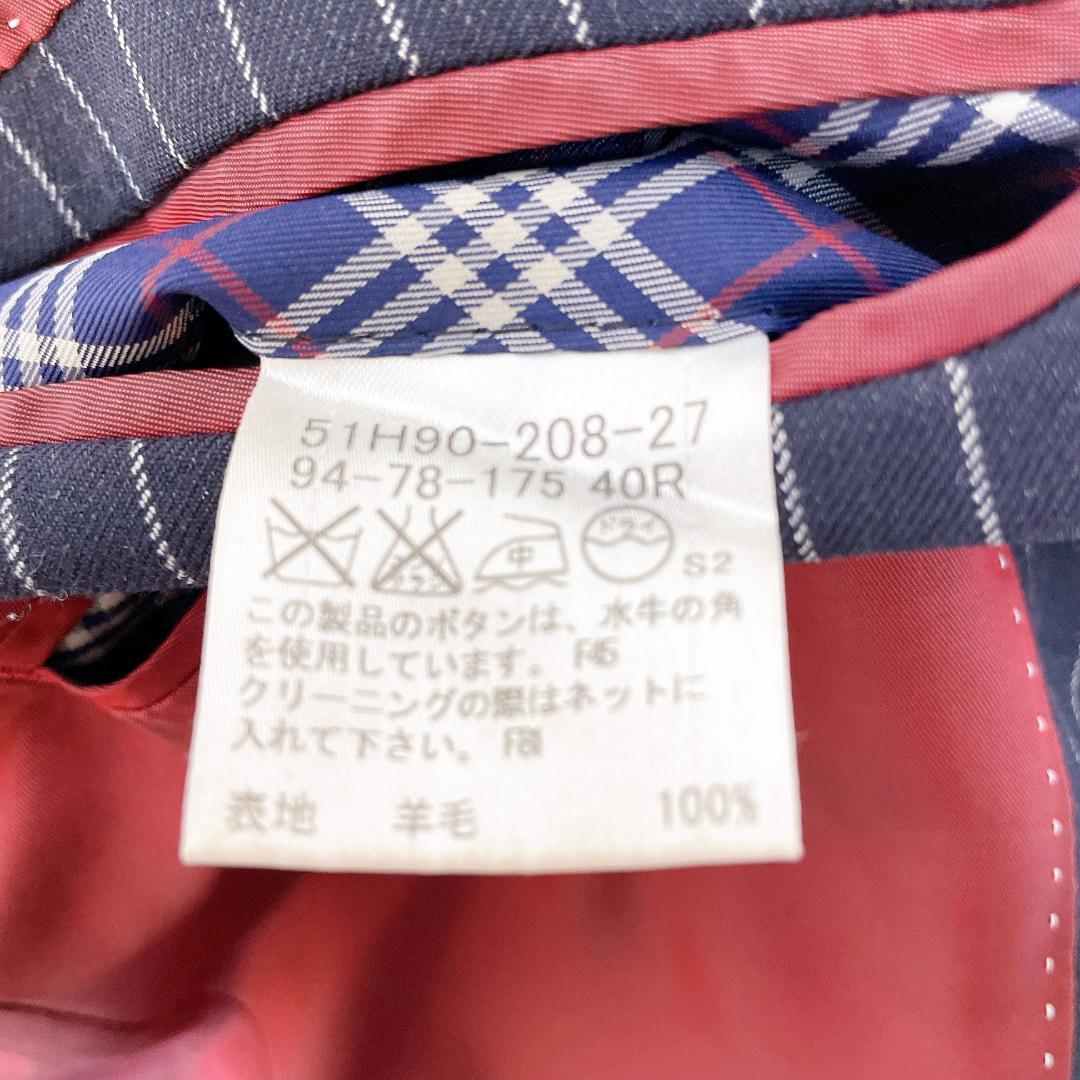 51H90-208-27
94-78-175 40R
中 ドライ
S2
この製品のボタンは、水牛の角
を使用しています。 F45
クリーニングの際はネットに
入れて下さい。
表地 羊毛 100%